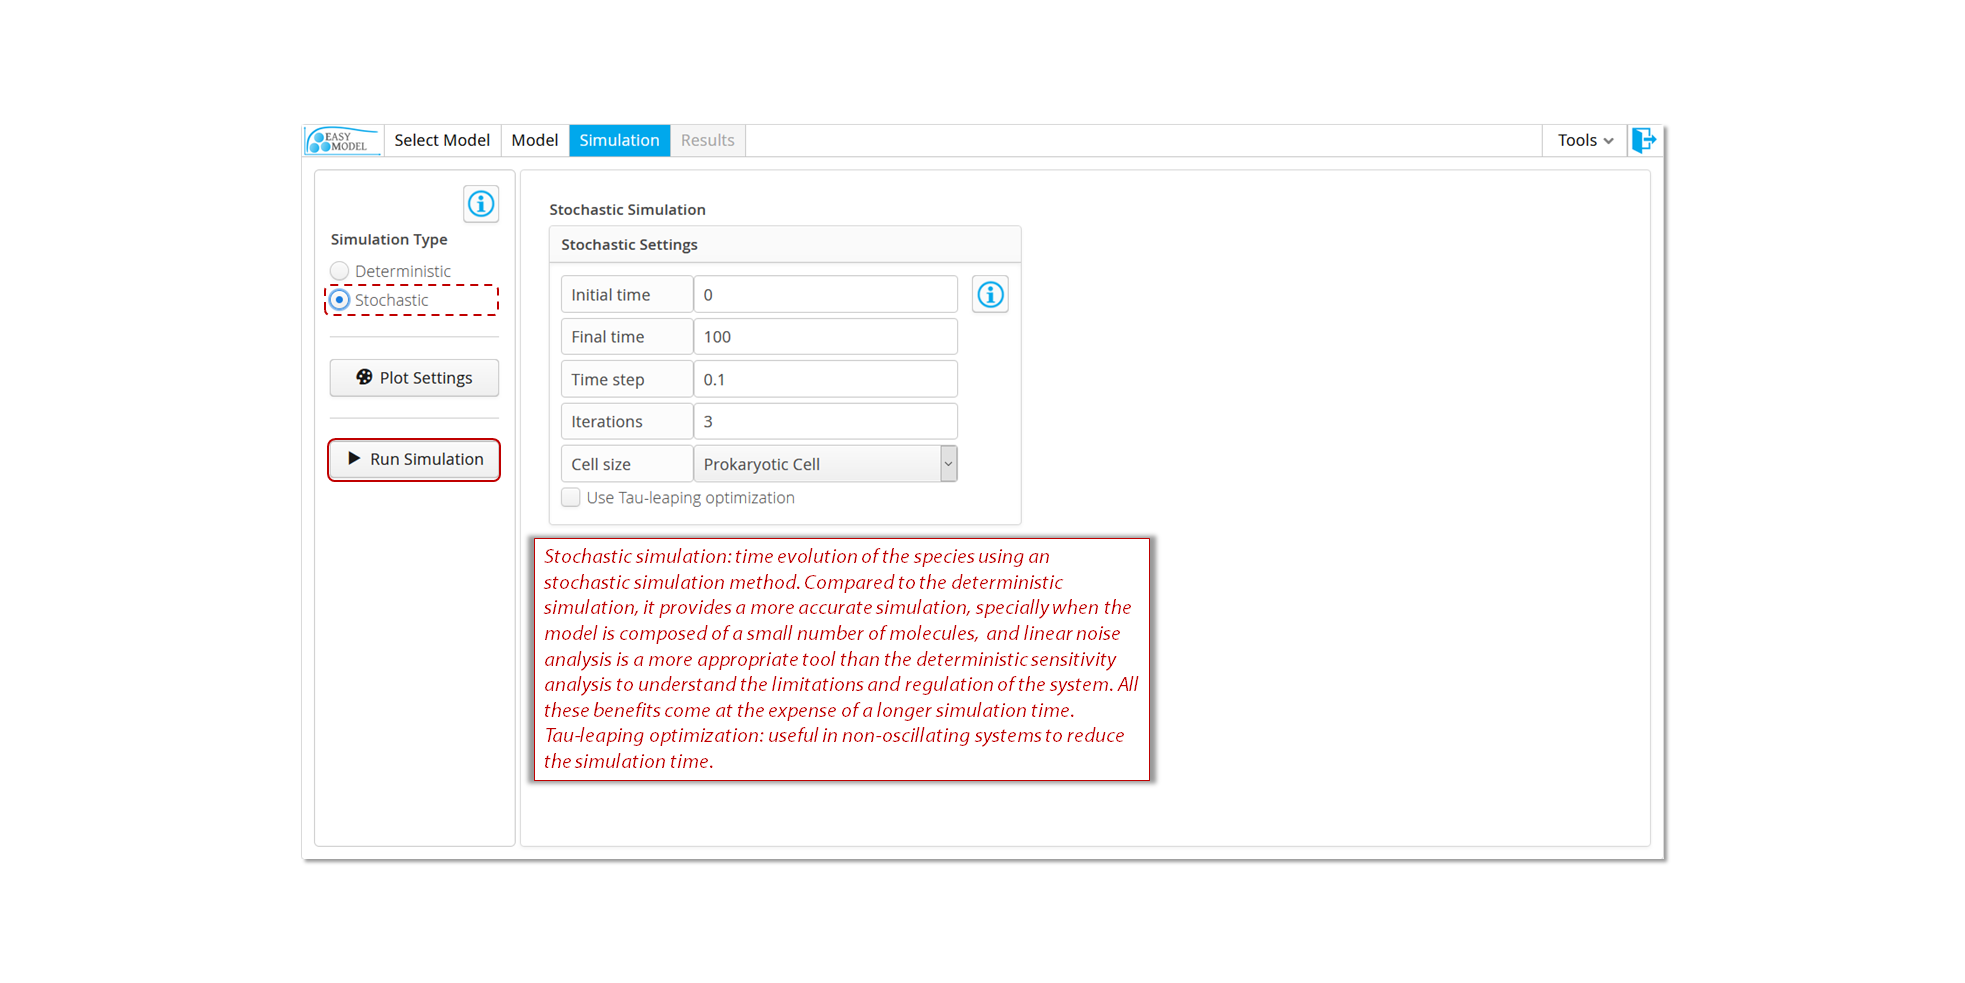 EASY
MODEL
Select Model
Model
Simulation
Results
Tools
Simulation Type
Deterministic
Stochastic
Plot Settings
Run Simulation
Stochastic Simulation
Stochastic Settings
Initial time 0
Final time 100
Time step 0.1
Iterations 3
Cell size Prokaryotic Cell
Use Tau-leaping optimization
Stochastic simulation: time evolution of the species using an
stochastic simulation method. Compared to the deterministic
simulation, it provides a more accurate simulation, specially when the
model is composed of a small number of molecules, and linear noise
analysis is a more appropriate tool than the deterministic sensitivity
analysis to understand the limitations and regulation of the system. All
these benefits come at the expense of a longer simulation time.
Tau-leaping optimization: useful in non-oscillating systems to reduce
the simulation time.